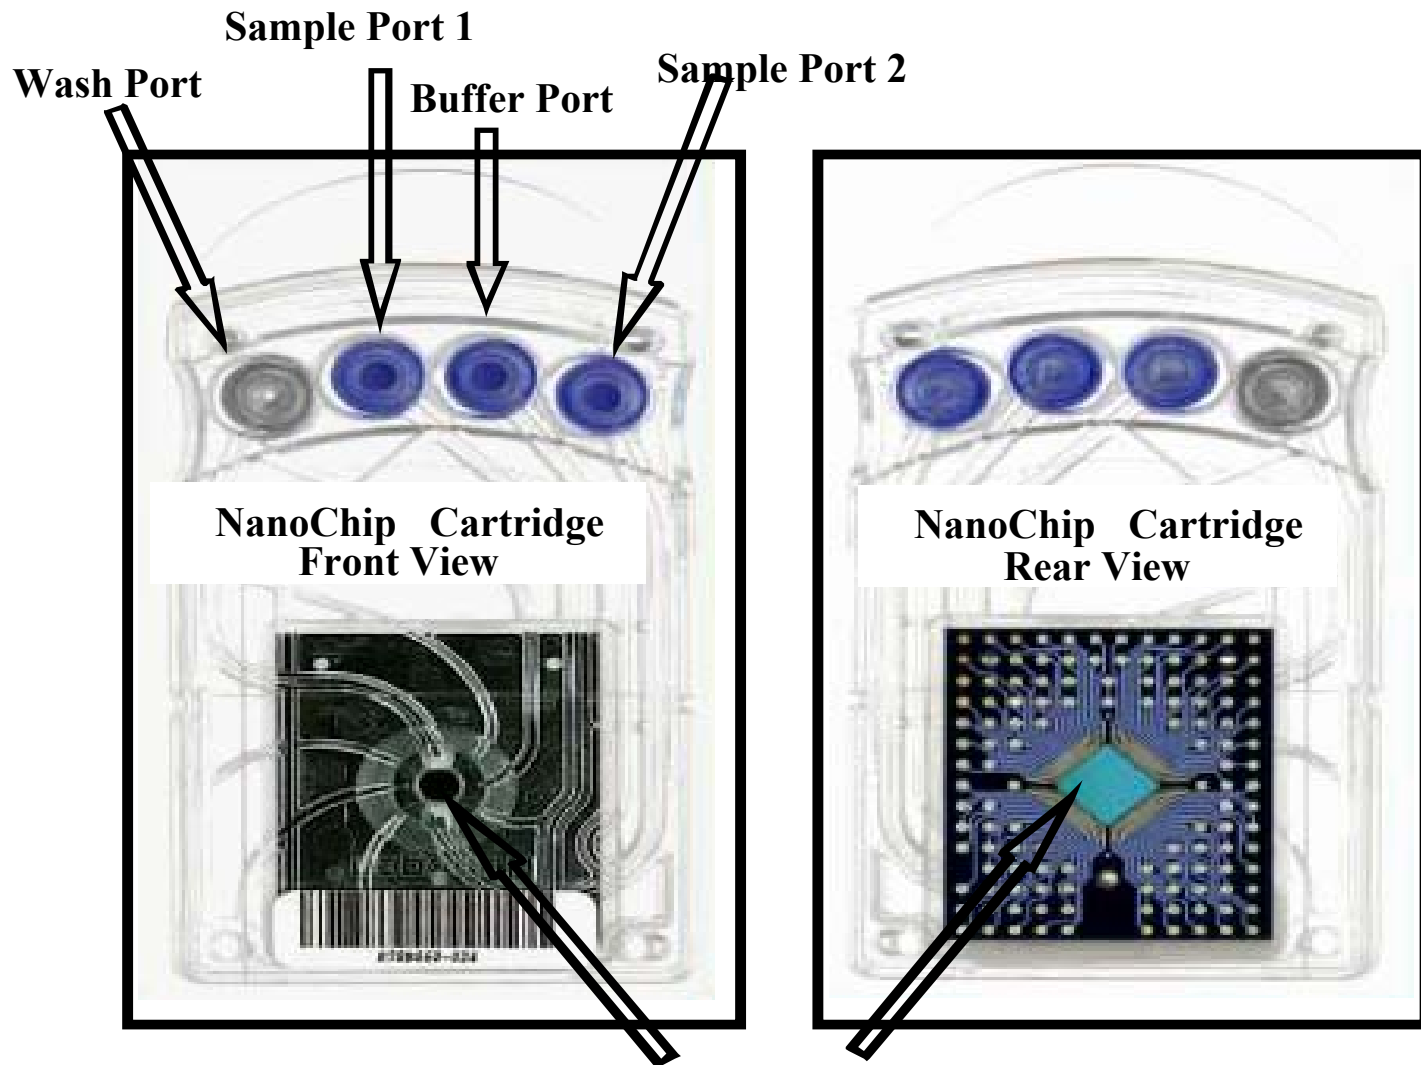 Sample Port 1
Wash Port
Buffer Port
Sample Port 2
NanoChip Cartridge
Front View
NanoChip Cartridge
Rear View